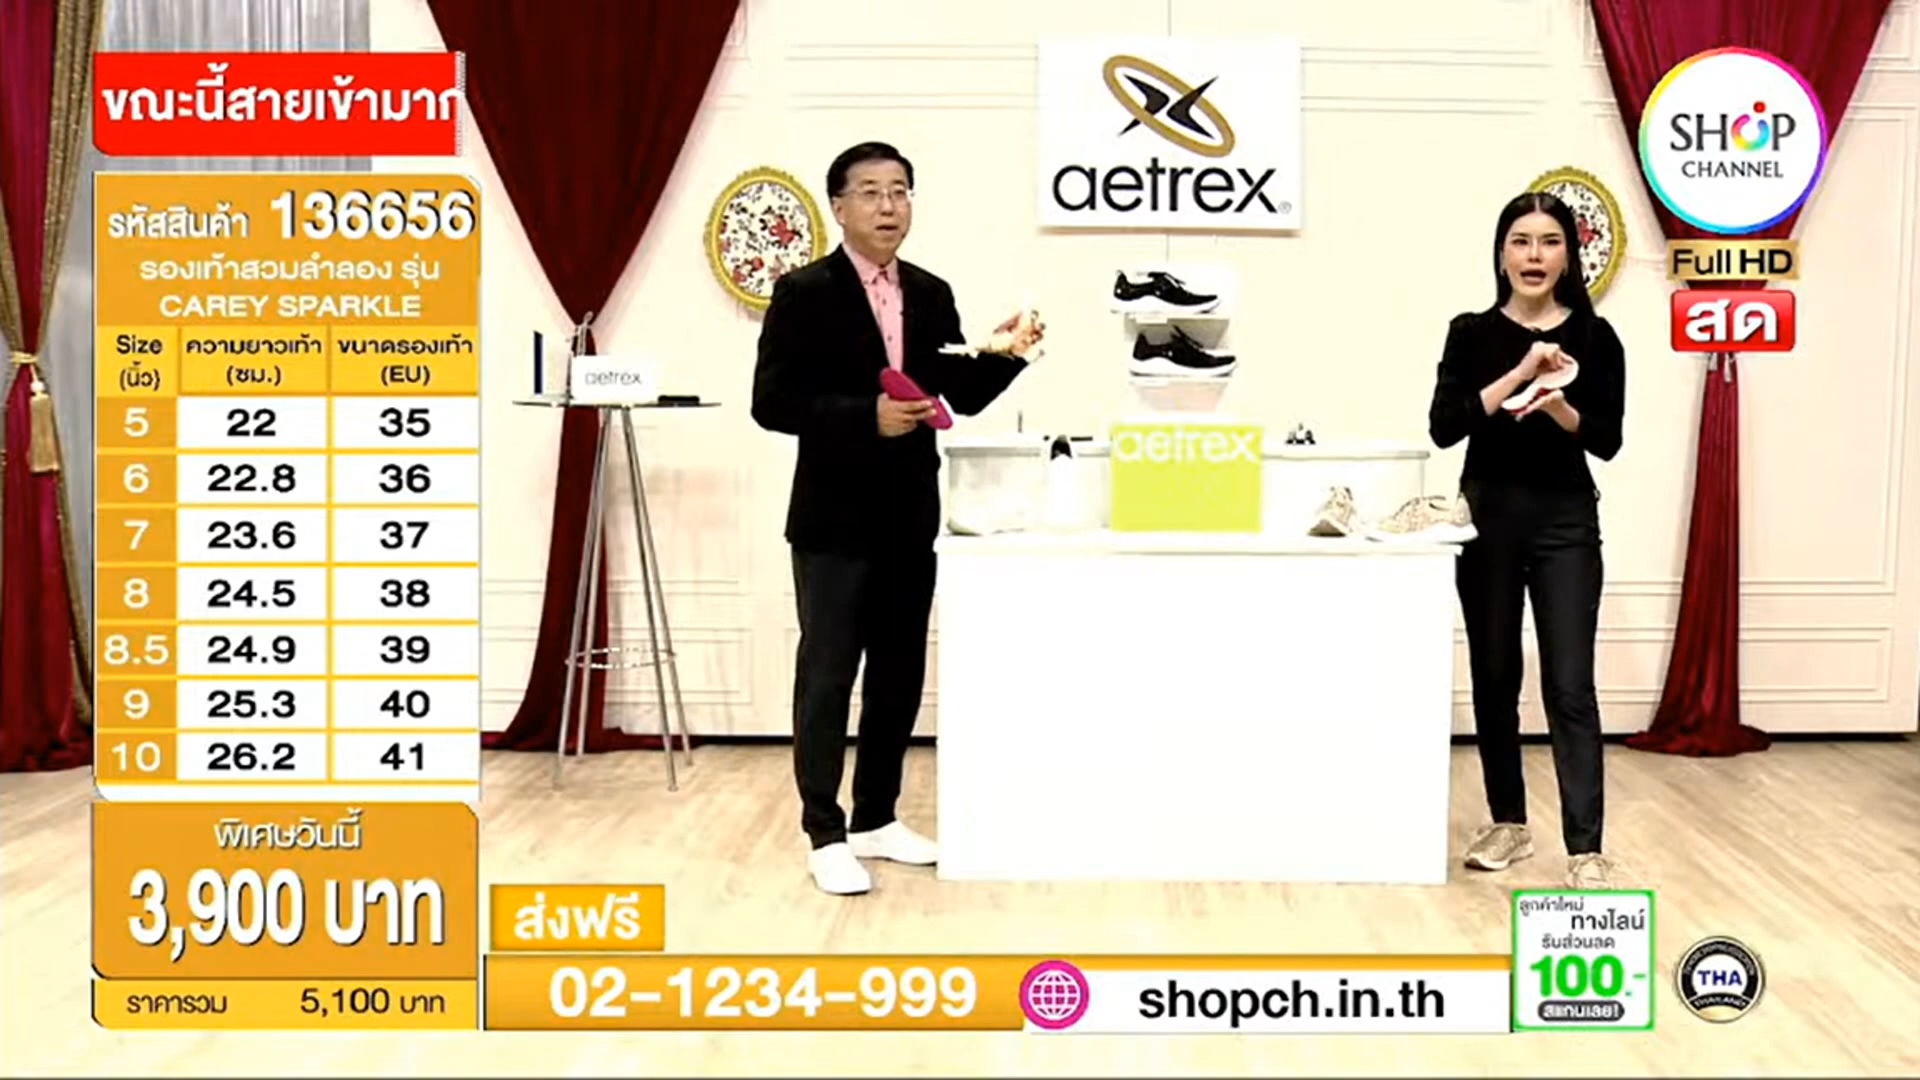 ขณะนี้สายเข้ามาก
รหัสสินค้า 136656
รองเท้าสวมลำลอง รุ่น
CAREY SPARKLE
Size (นิ้ว) ความยาวเท้า (ซม.) ขนาดรองเท้า (EU)
5 22 35
6 22.8 36
7 23.6 37
8 24.5 38
8.5 24.9 39
9 25.3 40
10 26.2 41
พิเศษวันนี้
3,900 บาท
ราคารวม 5,100 บาท
ส่งฟรี
02-1234-999
shopch.in.th
aetrex
aetrex
aetrex
SHOP
CHANNEL
Full HD
สด
ลูกค้าใหม่
ทางไลน์
รับส่วนลด
100.-
สแกนเลย!
THA